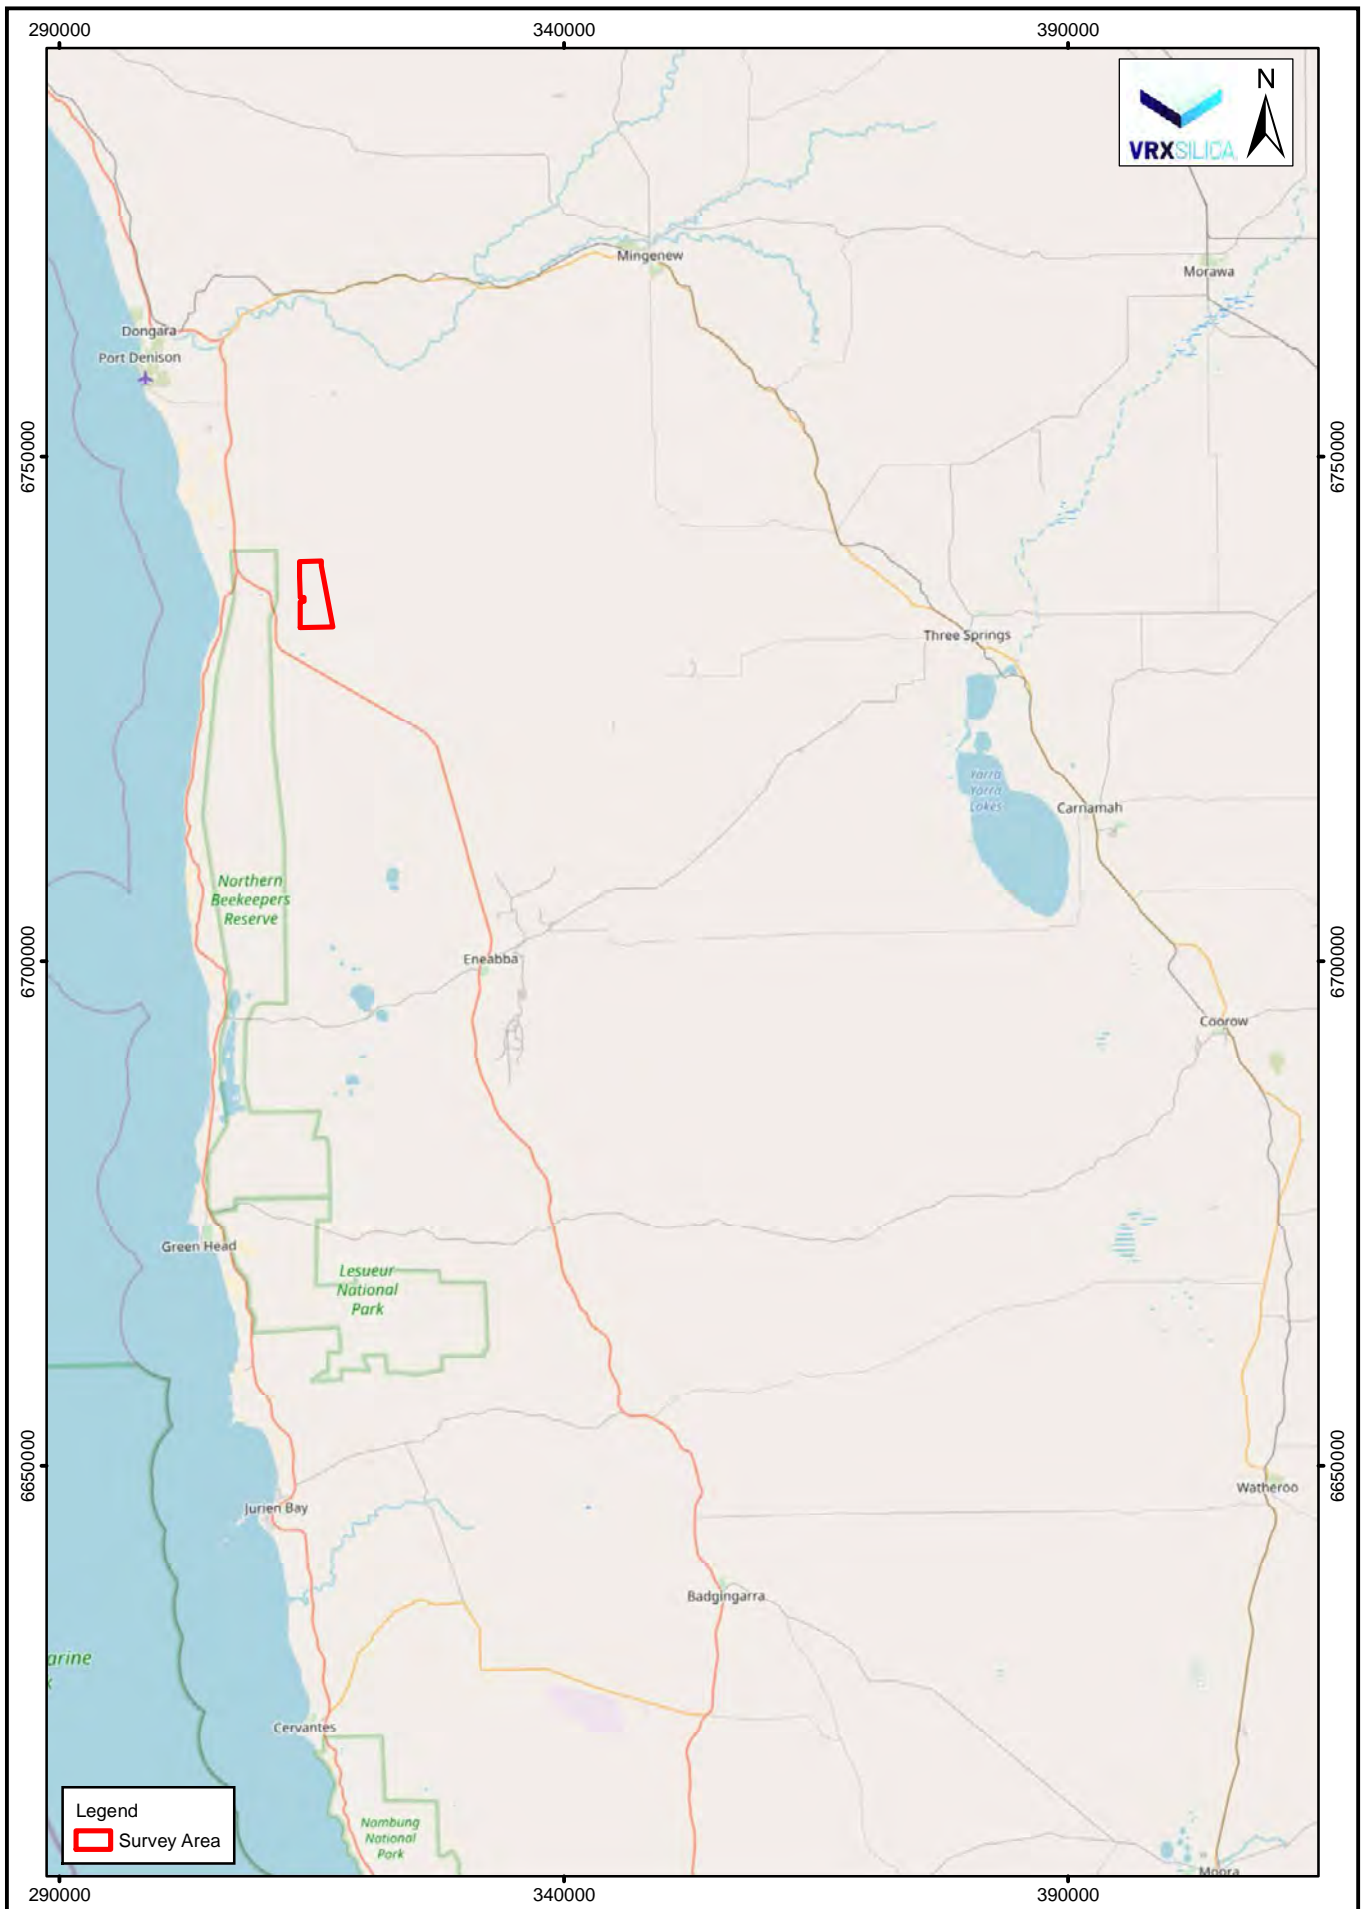 290000
340000
390000
N
VRXSILICA
Mingenew
Morawa
Dongara
Port Denison
6750000
6750000
Three Springs
Yarra
Yarra
Lakes
Carnamah
Northern
Beekeepers
Reserve
6700000
Eneabba
6700000
Coorow
Green Head
Lesueur
National
Park
6650000
6650000
Watheroo
Jurien Bay
Badgingarra
arine
k
Cervantes
Legend
Survey Area
Nambung
National
Park
Moora
290000
340000
390000